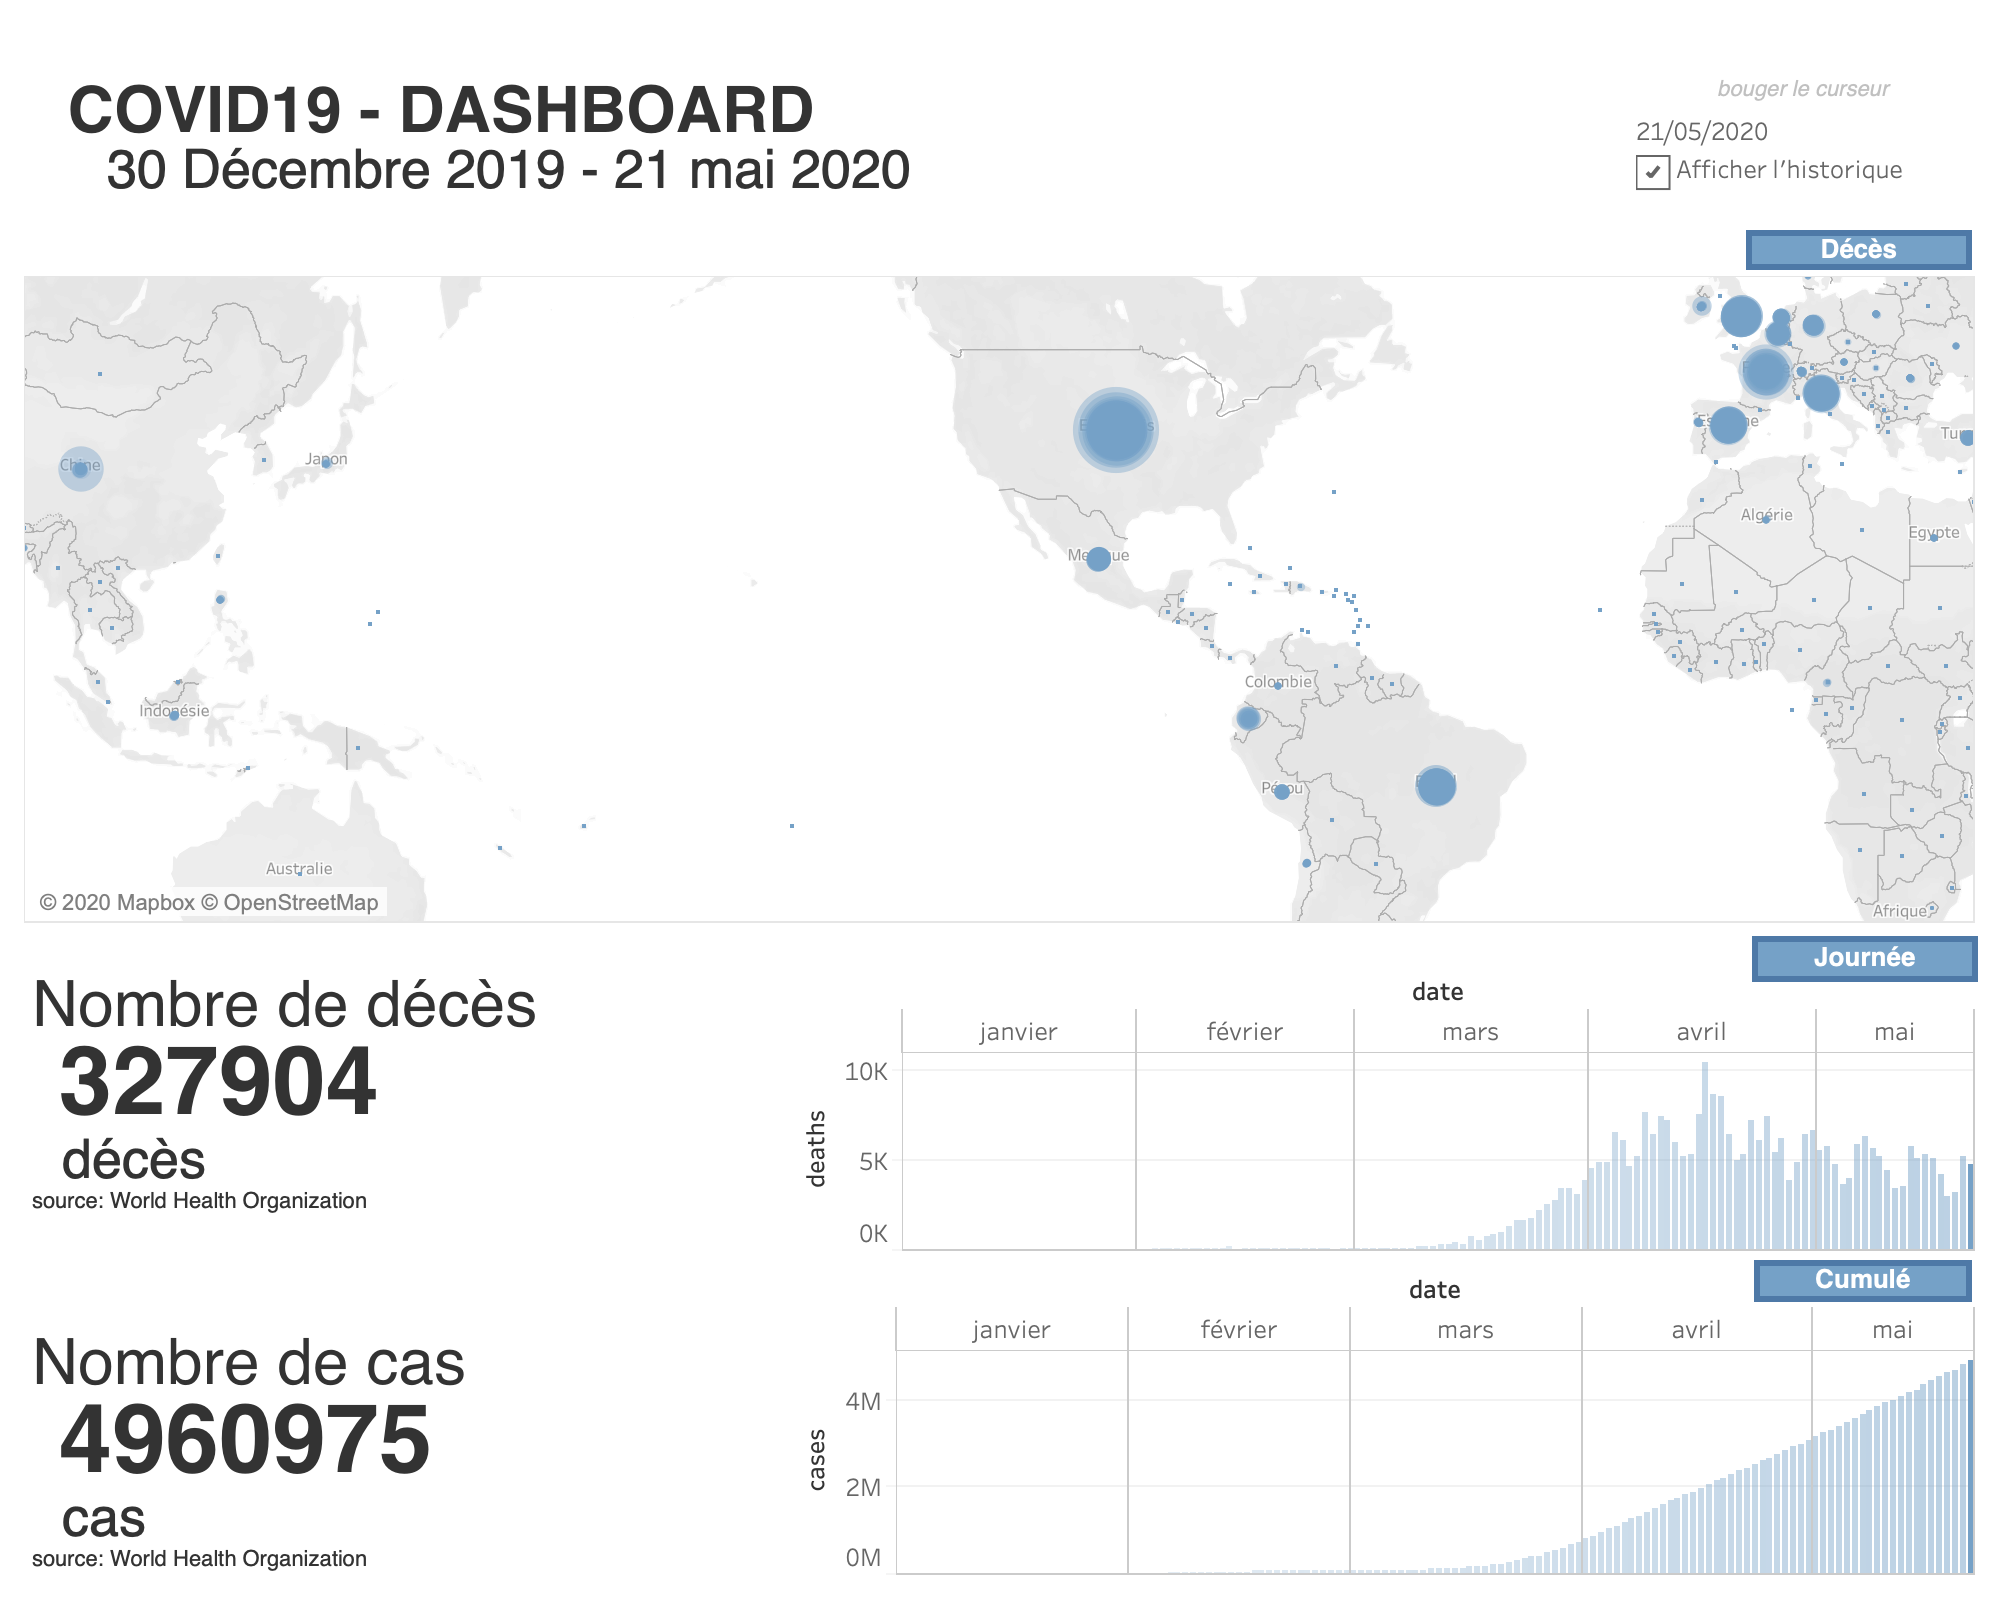 COVID19 - DASHBOARD
30 Décembre 2019 - 21 mai 2020
bouger le curseur
21/05/2020
Afficher l'historique
Décès
Chine
Japon
Mexique
Espagne
Algérie
Egypte
Colombie
Indonésie
Pérou
Australie
Afrique
© 2020 Mapbox © OpenStreetMap
Journée
Nombre de décès
327904
décès
source: World Health Organization
date
janvier février mars avril mai
10K
5K
0K
deaths
Cumulé
Nombre de cas
4960975
cas
source: World Health Organization
date
janvier février mars avril mai
4M
2M
0M
cases